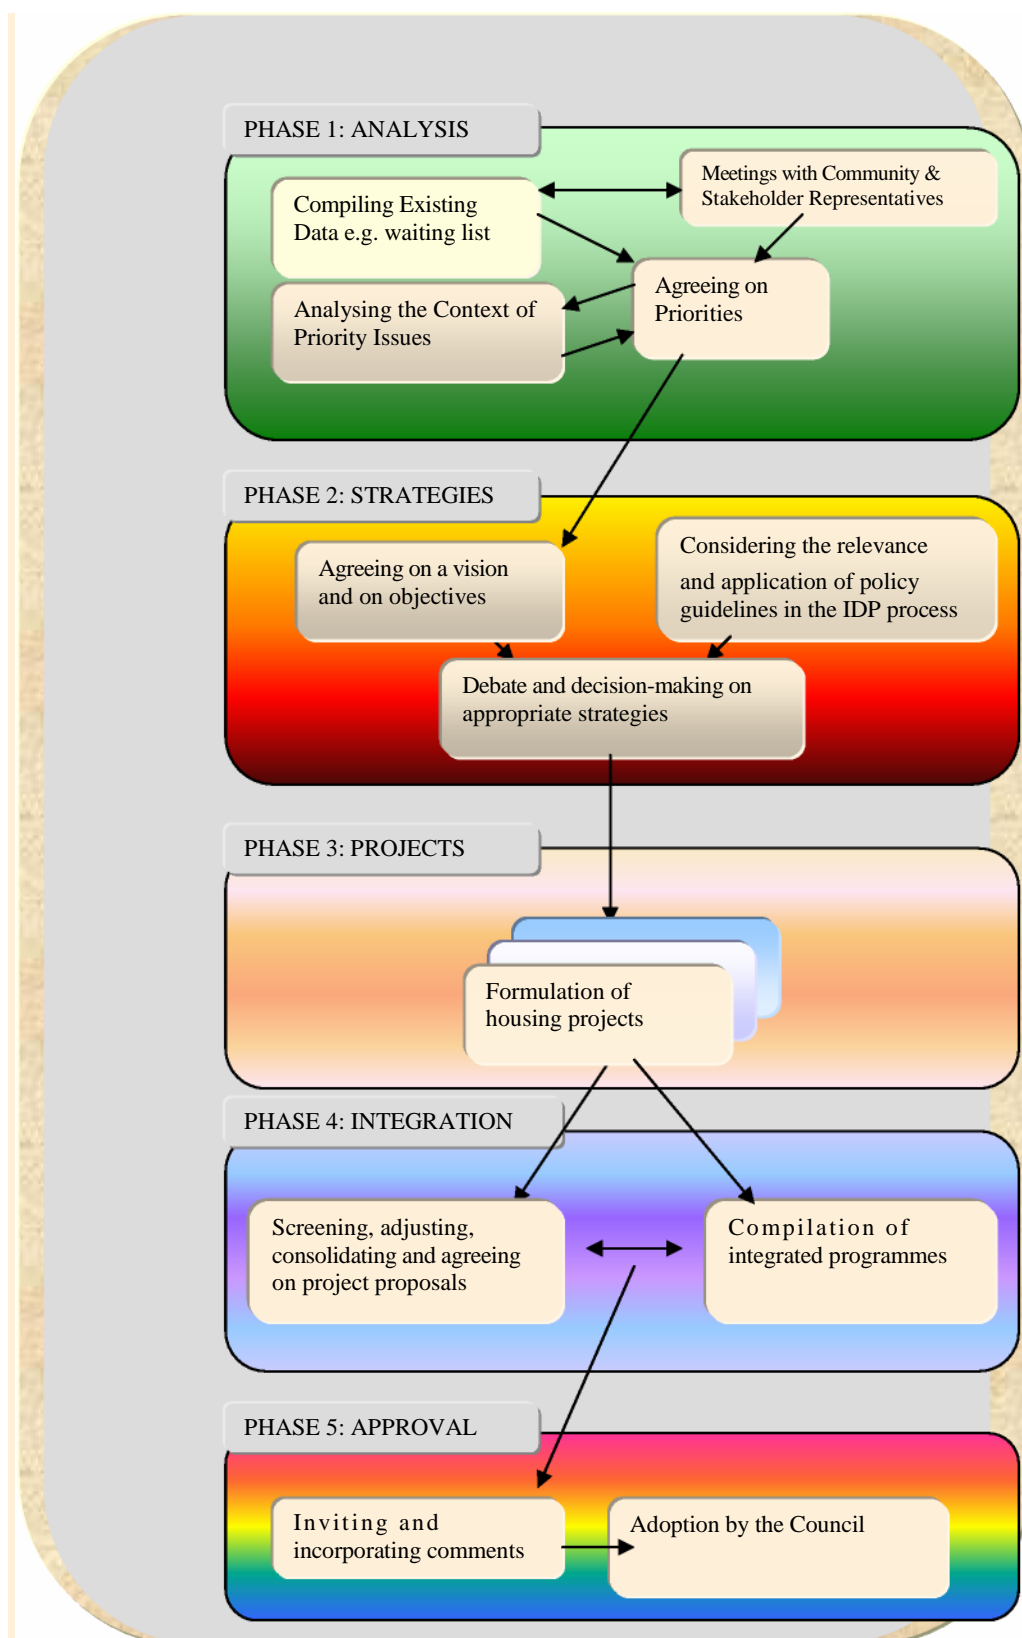 PHASE 1: ANALYSIS
Meetings with Community &
Stakeholder Representatives
Compiling Existing
Data e.g. waiting list
Agreeing on
Priorities
Analysing the Context of
Priority Issues
PHASE 2: STRATEGIES
Agreeing on a vision
and on objectives
Considering the relevance
and application of policy
guidelines in the IDP process
Debate and decision-making on
appropriate strategies
PHASE 3: PROJECTS
Formulation of
housing projects
PHASE 4: INTEGRATION
Screening, adjusting,
consolidating and agreeing
on project proposals
Compilation of
integrated programmes
PHASE 5: APPROVAL
Inviting and
incorporating comments
Adoption by the Council